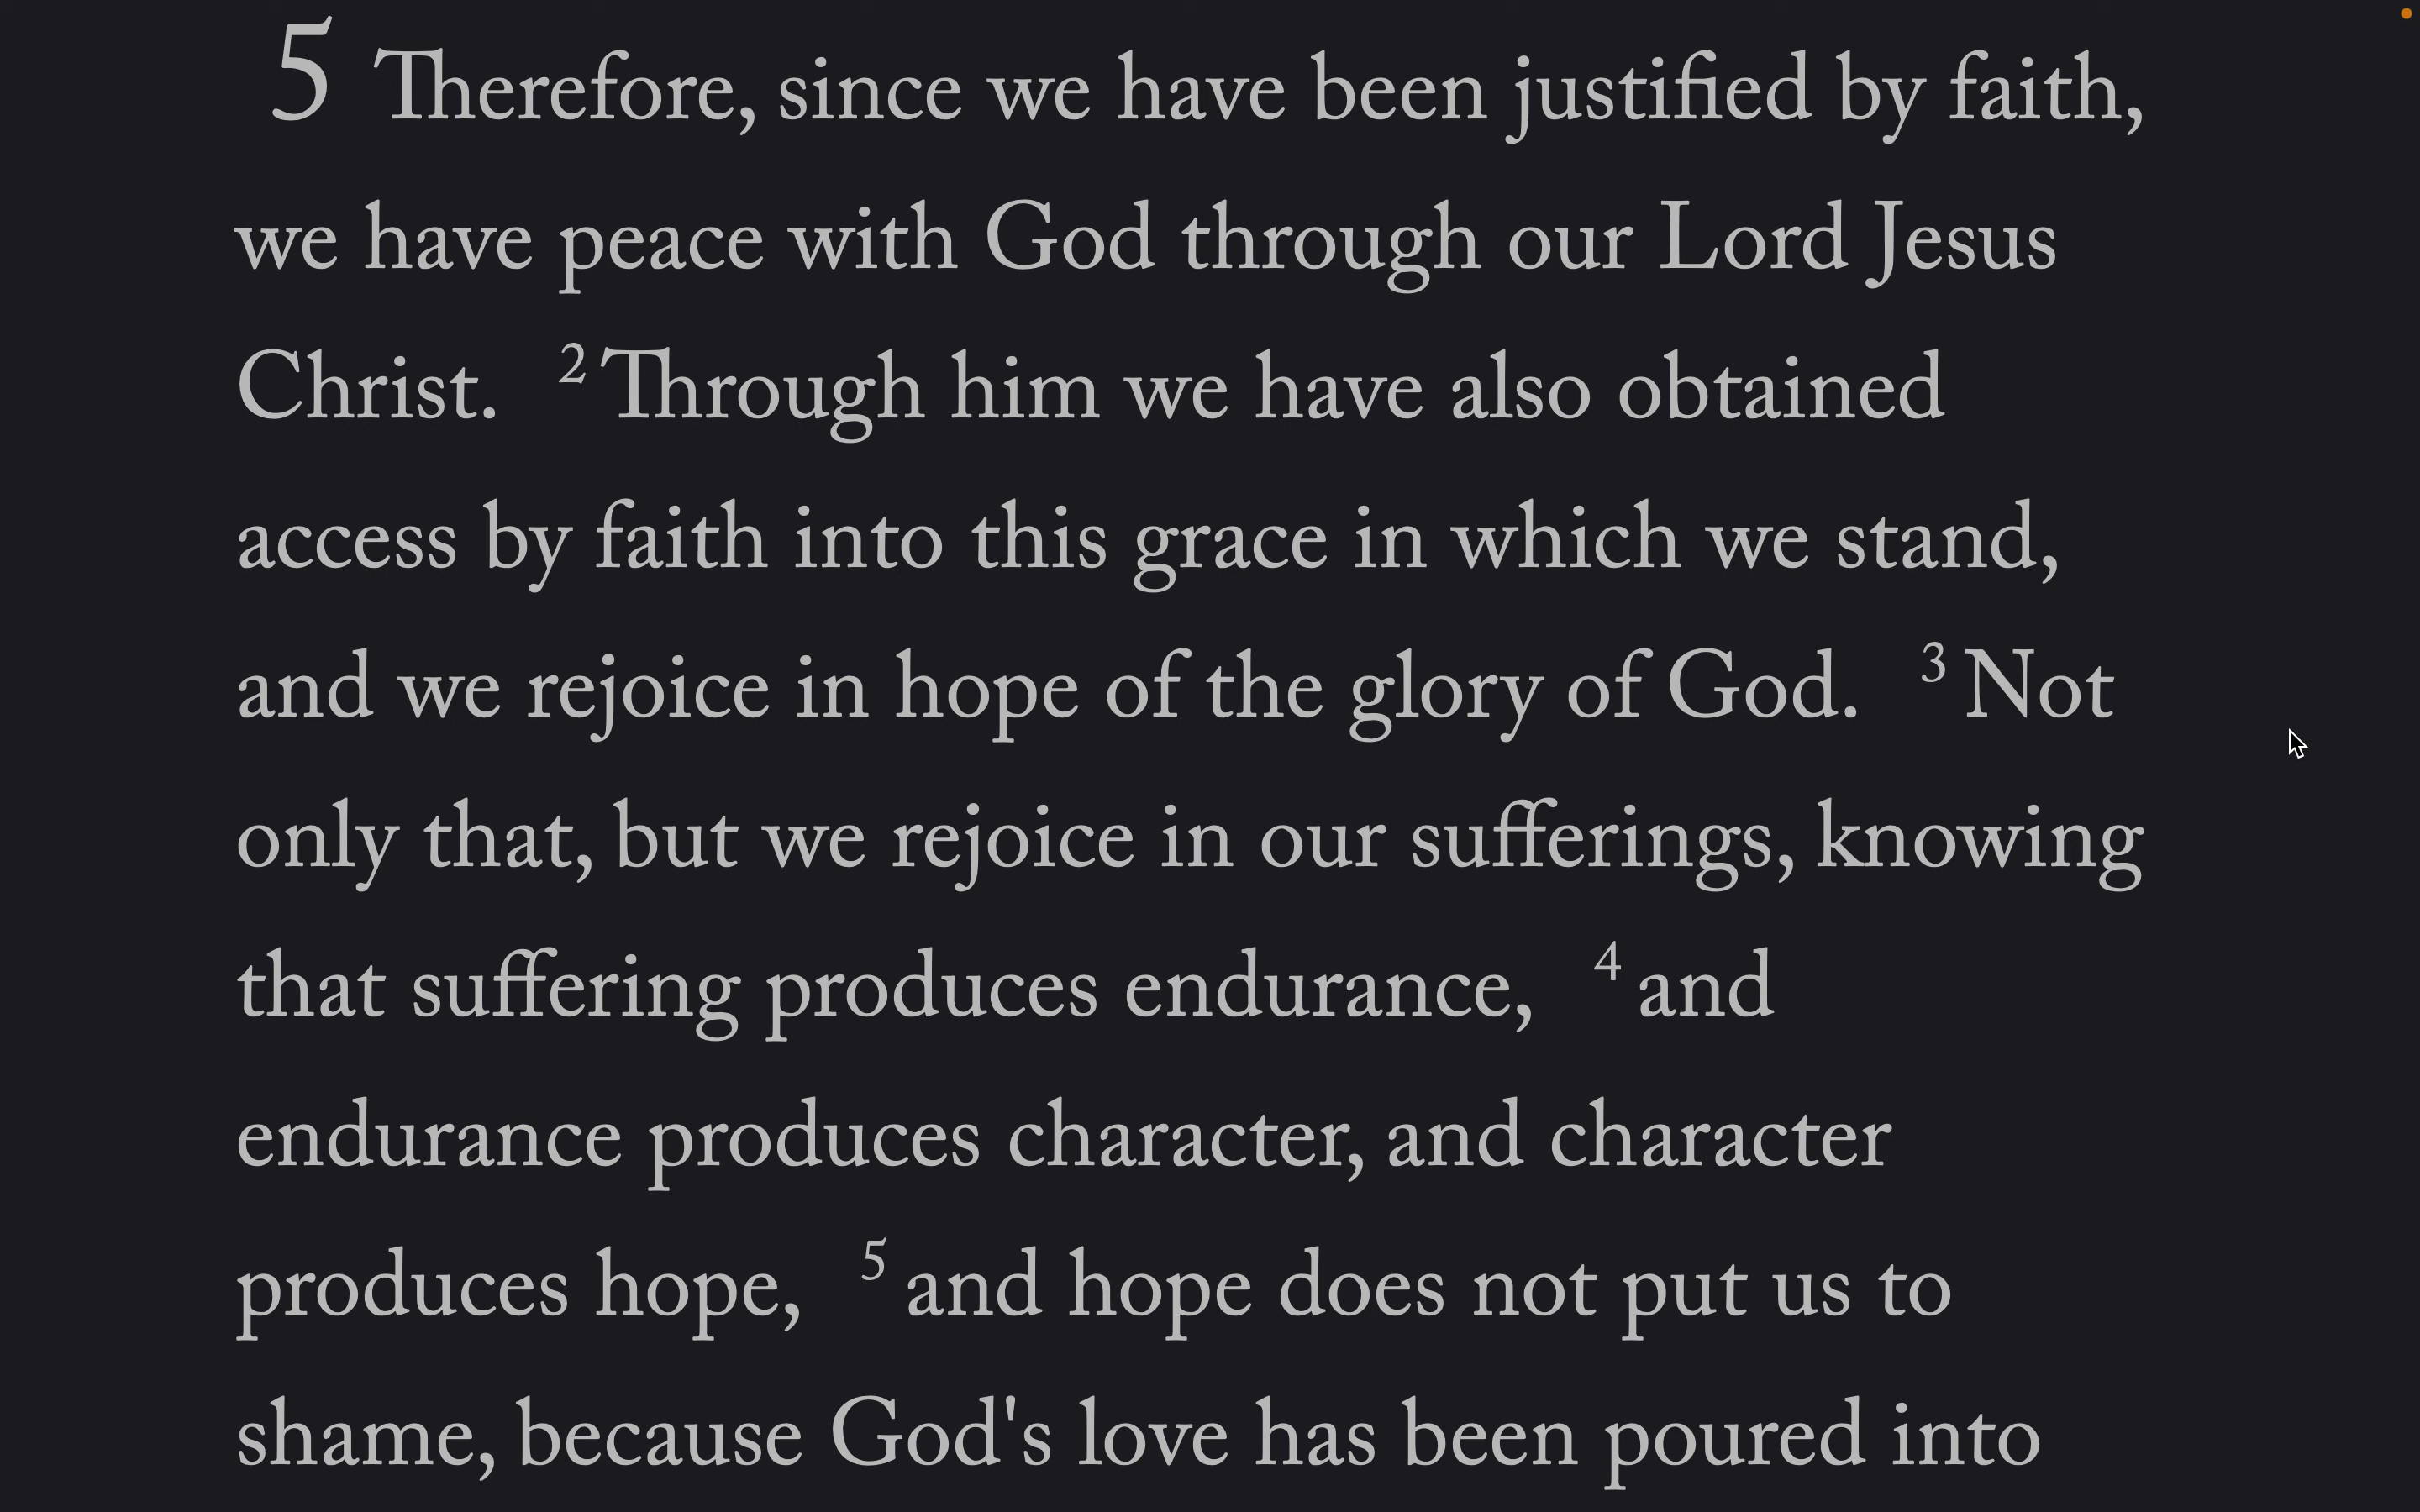 5 Therefore, since we have been justified by faith,
we have peace with God through our Lord Jesus
Christ. 2 Through him we have also obtained
access by faith into this grace in which we stand,
and we rejoice in hope of the glory of God. 3 Not
only that, but we rejoice in our sufferings, knowing
that suffering produces endurance, 4 and
endurance produces character, and character
produces hope, 5 and hope does not put us to
shame, because God's love has been poured into